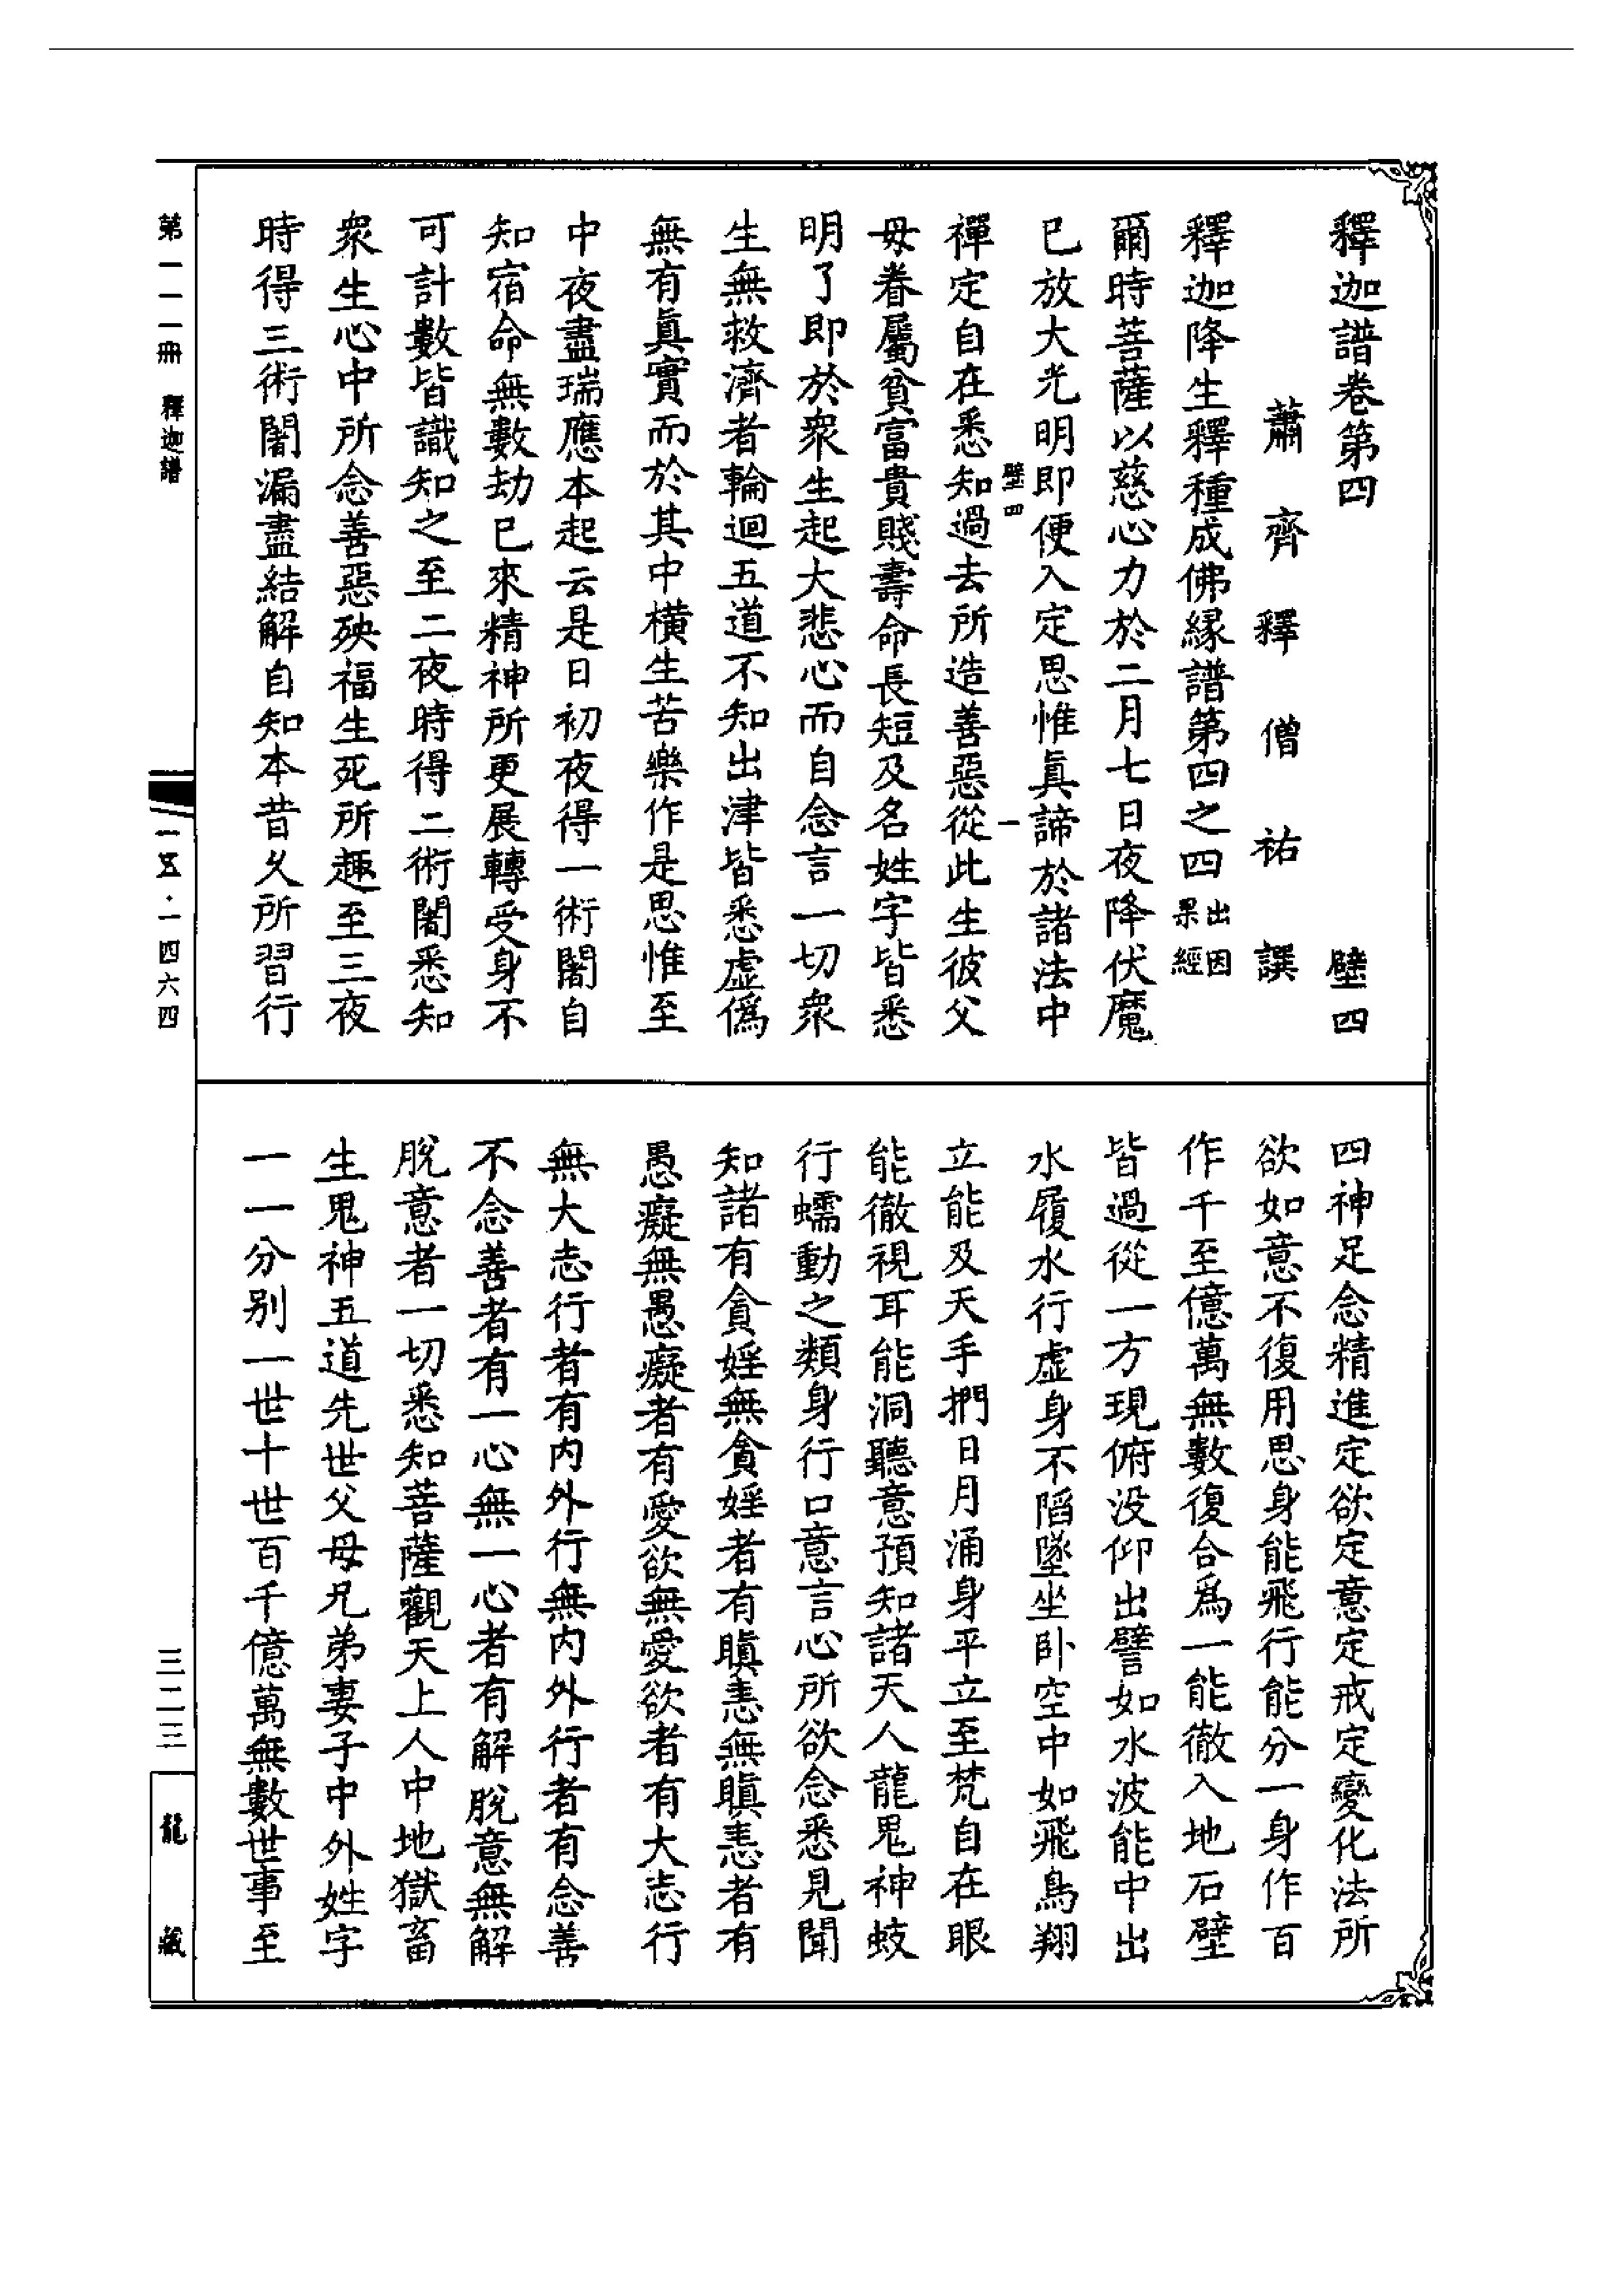 釋迦譜卷第四　壁四
蕭齊釋僧祐譔
釋迦降生釋種成佛緣譜第四之四出因果經
爾時菩薩以慈心力於二月七日夜降伏魔
已放大光明即便入定思惟眞諦於諸法中
壁四　一
禪定自在悉知過去所造善惡從此生彼父
母眷屬貧富貴賤壽命長短及名姓字皆悉
明了即於衆生起大悲心而自念言一切衆
生無救濟者輪迴五道不知出津皆悉虛僞
無有眞實而於其中橫生苦樂作是思惟至
中夜盡瑞應本起云是日初夜得一術闍自
知宿命無數劫已來精神所更展轉受身不
可計數皆識知之至二夜時得二術闍悉知
衆生心中所念善惡殃福生死所趣至三夜
時得三術闍漏盡結解自知本昔久所習行
四神足念精進定欲定意定戒定變化法所
欲如意不復用思身能飛行能分一身作百
作千至億萬無數復合爲一能徹入地石壁
皆過從一方現俯没仰出譬如水波能中出
水履水行虛身不陷墜坐卧空中如飛鳥翔
立能及天手捫日月涌身平立至梵自在眼
能徹視耳能洞聽意預知諸天人龍鬼神蚑
行蠕動之類身行口意言心所欲念悉見聞
知諸有貪婬無貪婬者有瞋恚無瞋恚者有
愚癡無愚癡者有愛欲無愛欲者有大志行
無大志行者有内外行無内外行者有念善
不念善者有一心無一心者有解脫意無解
脫意者一切悉知菩薩觀天上人中地獄畜
生鬼神五道先世父母兄弟妻子中外姓字
一一分别一世十世百千億萬無數世事至
第一一一冊　釋迦譜
一五·一四六四
三二三
龍藏